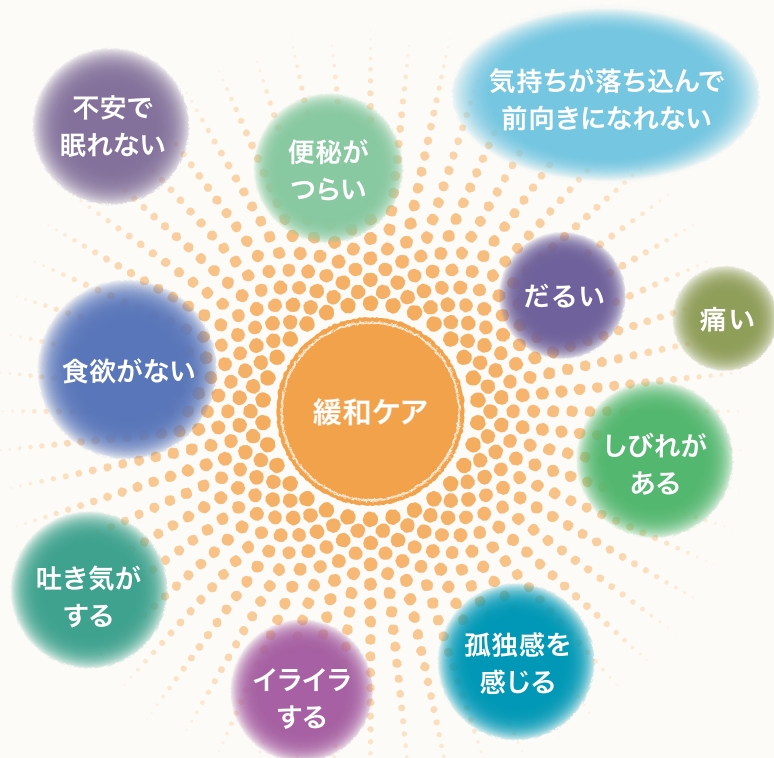 不安で
眠れない
便秘が
つらい
気持ちが落ち込んで
前向きになれない
だるい
痛い
食欲がない
緩和ケア
しびれが
ある
吐き気が
する
イライラ
する
孤独感を
感じる